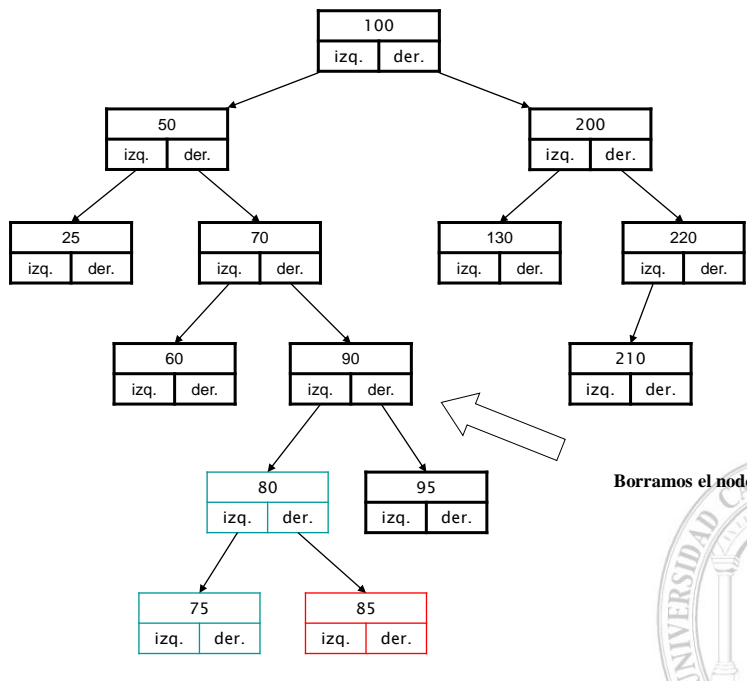 100
izq. der.
50
izq. der.
200
izq. der.
25
izq. der.
70
izq. der.
130
izq. der.
220
izq. der.
60
izq. der.
90
izq. der.
210
izq. der.
80
izq. der.
95
izq. der.
Borramos el nodo
75
izq. der.
85
izq. der.
UNIVERSIDAD